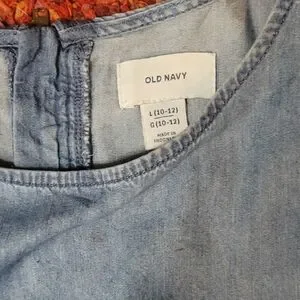 OLD NAVY
L (10-12)
G (10-12)
MADE IN